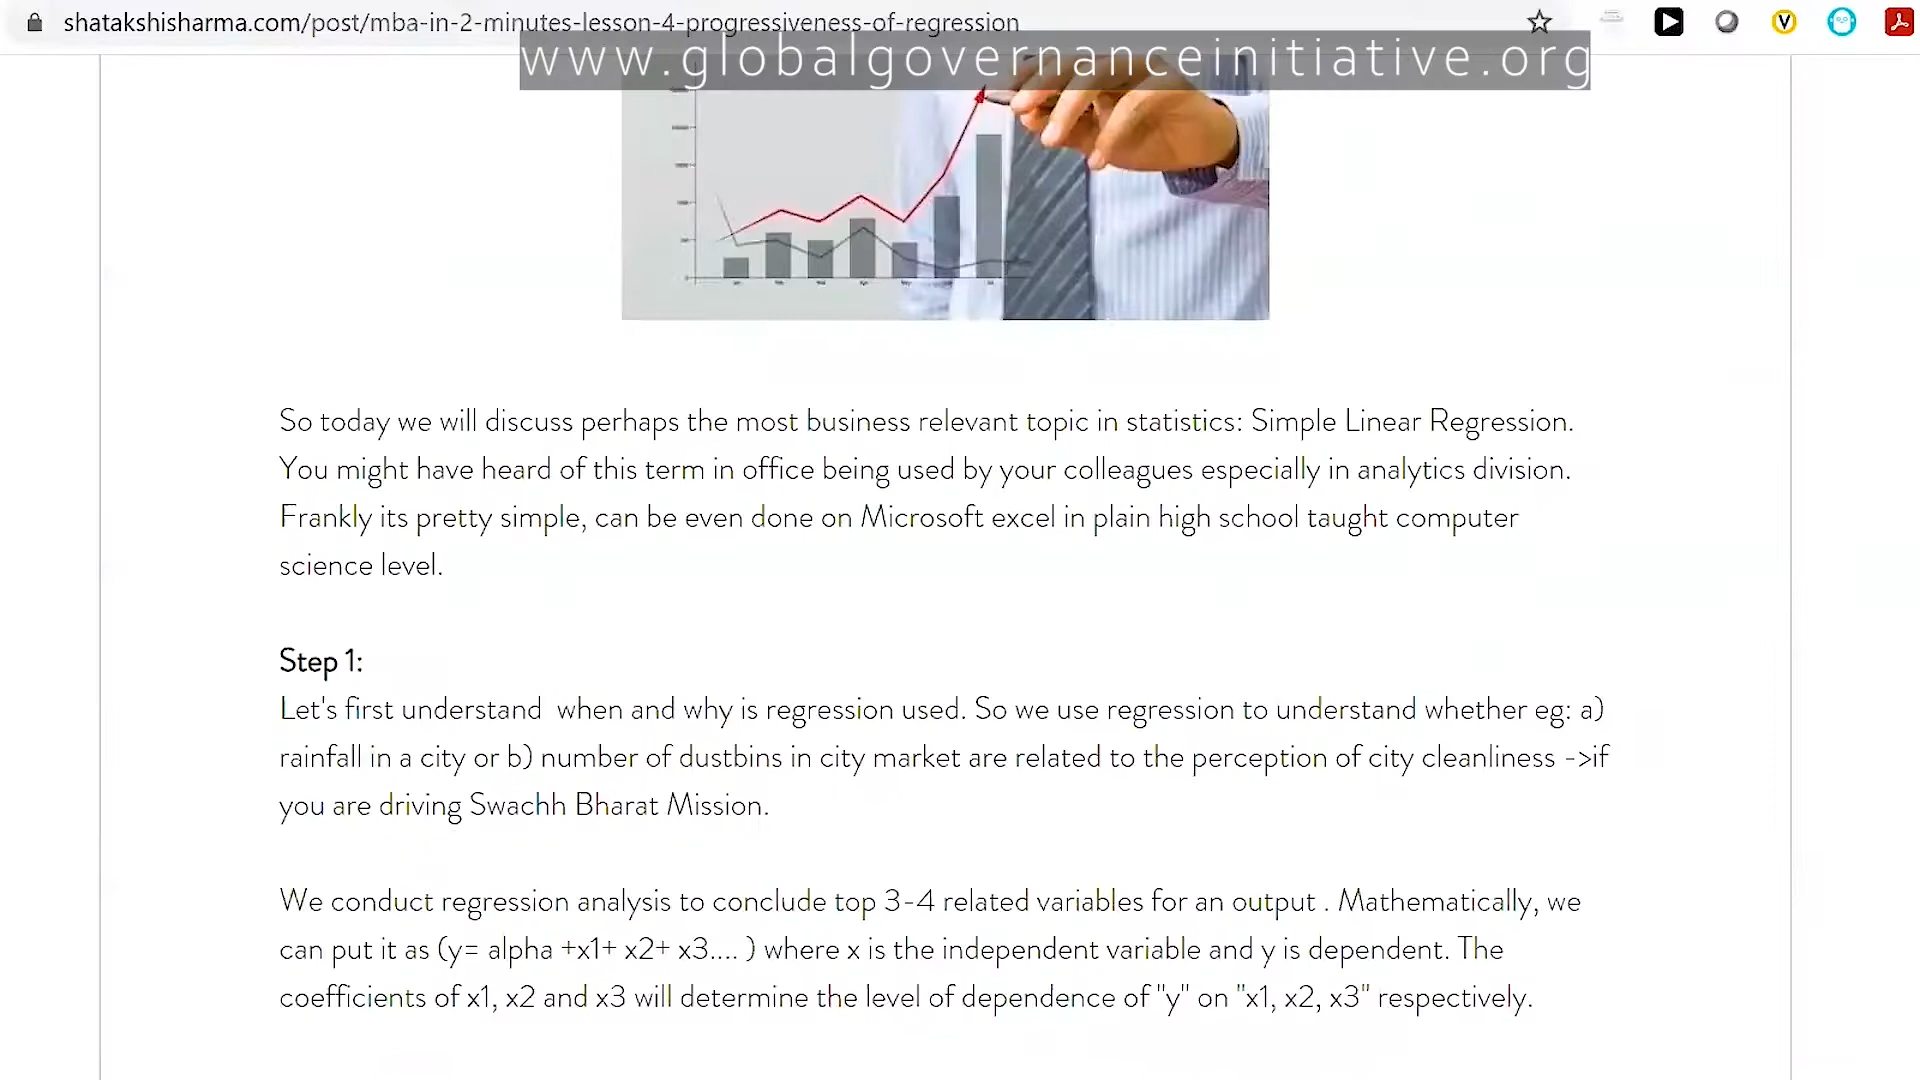 shatakshisharma.com/post/mba-in-2-minutes-lesson-4-progressiveness-of-regression
www.globalgovernanceinitiative.org
So today we will discuss perhaps the most business relevant topic in statistics: Simple Linear Regression.
You might have heard of this term in office being used by your colleagues especially in analytics division.
Frankly its pretty simple, can be even done on Microsoft excel in plain high school taught computer
science level.
Step 1:
Let's first understand  when and why is regression used. So we use regression to understand whether eg: a)
rainfall in a city or b) number of dustbins in city market are related to the perception of city cleanliness ->if
you are driving Swachh Bharat Mission.
We conduct regression analysis to conclude top 3-4 related variables for an output . Mathematically, we
can put it as (y= alpha +x1+ x2+ x3.... ) where x is the independent variable and y is dependent. The
coefficients of x1, x2 and x3 will determine the level of dependence of "y" on "x1, x2, x3" respectively.